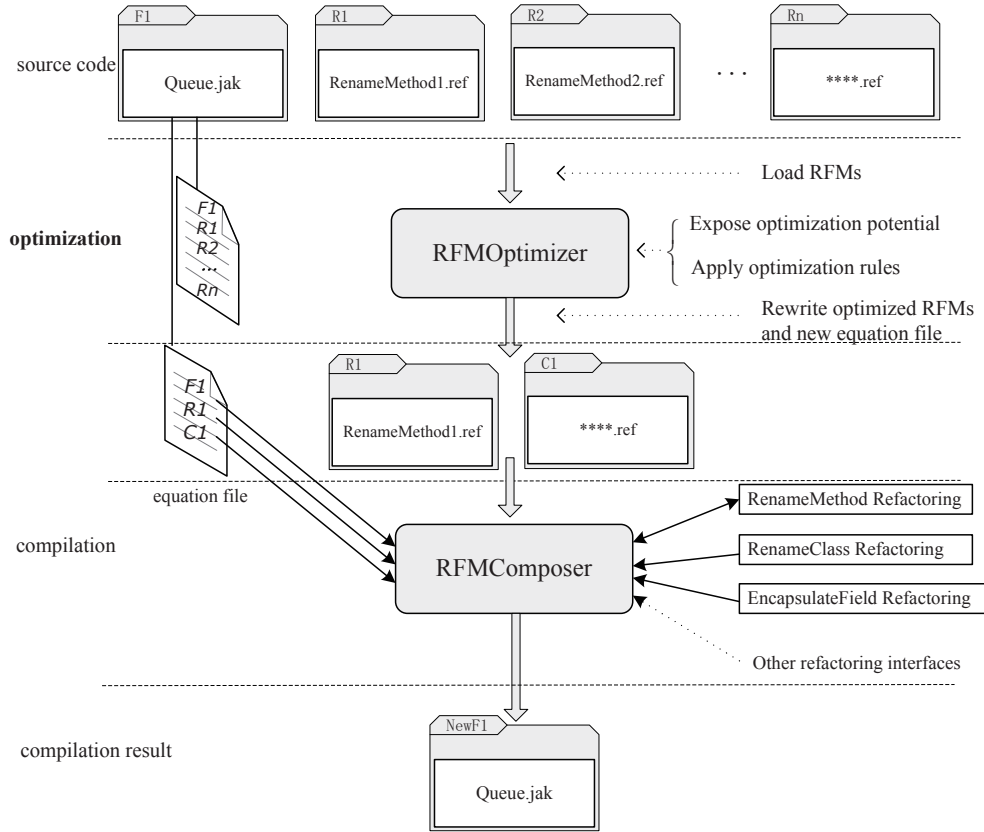 F1
R1
R2
Rn
source code
Queue.jak
RenameMethod1.ref
RenameMethod2.ref
...
****.ref
Load RFMs
F1
R1
R2
...
Rn
optimization
RFMOptimizer
Expose optimization potential
Apply optimization rules
Rewrite optimized RFMs
and new equation file
R1
C1
F1
R1
C1
RenameMethod1.ref
****.ref
equation file
RenameMethod Refactoring
compilation
RFMComposer
RenameClass Refactoring
EncapsulateField Refactoring
Other refactoring interfaces
NewF1
compilation result
Queue.jak